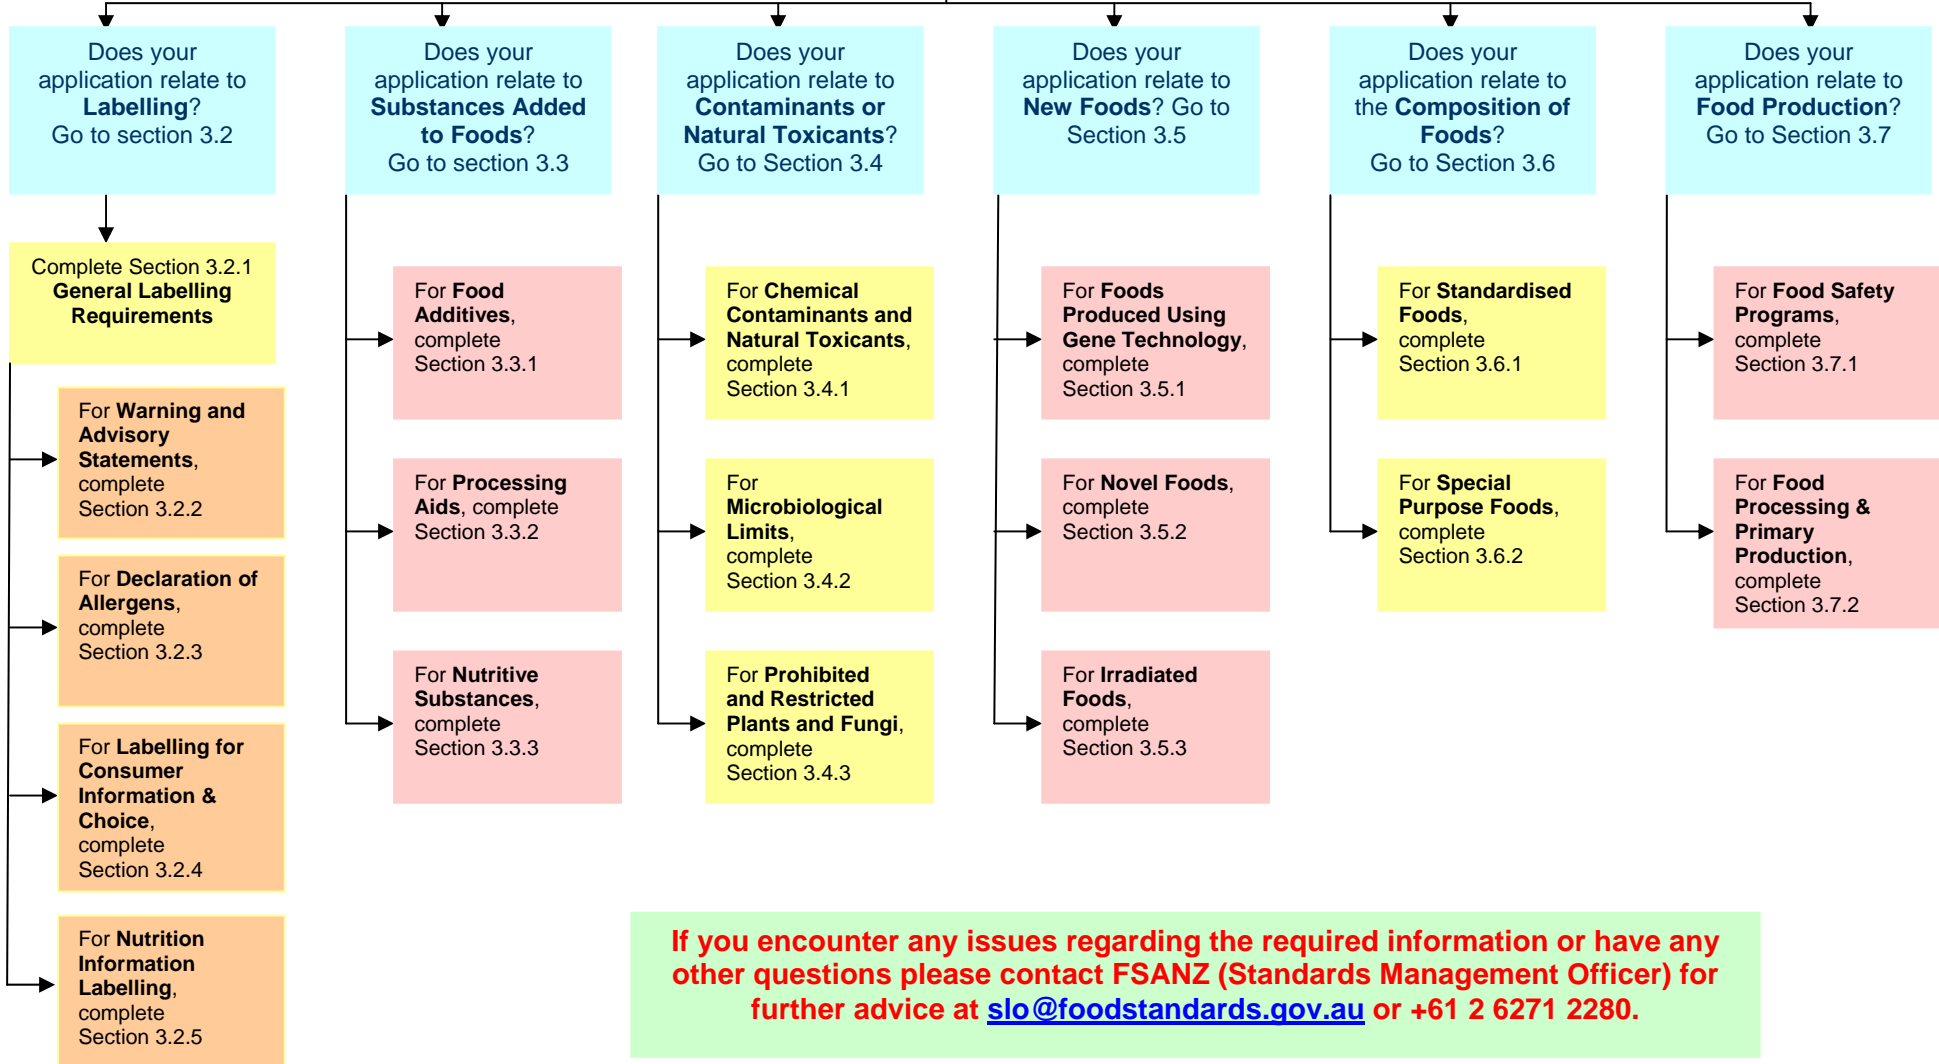 Does your
application relate to
Labelling?
Go to section 3.2
Does your
application relate to
Substances Added
to Foods?
Go to section 3.3
Does your
application relate to
Contaminants or
Natural Toxicants?
Go to Section 3.4
Does your
application relate to
New Foods? Go to
Section 3.5
Does your
application relate to
the Composition of
Foods?
Go to Section 3.6
Does your
application relate to
Food Production?
Go to Section 3.7
Complete Section 3.2.1
General Labelling
Requirements
For Warning and
Advisory
Statements,
complete
Section 3.2.2
For Declaration of
Allergens,
complete
Section 3.2.3
For Labelling for
Consumer
Information &
Choice,
complete
Section 3.2.4
For Nutrition
Information
Labelling,
complete
Section 3.2.5
For Food
Additives,
complete
Section 3.3.1
For Processing
Aids, complete
Section 3.3.2
For Nutritive
Substances,
complete
Section 3.3.3
For Chemical
Contaminants and
Natural Toxicants,
complete
Section 3.4.1
For
Microbiological
Limits,
complete
Section 3.4.2
For Prohibited
and Restricted
Plants and Fungi,
complete
Section 3.4.3
For Foods
Produced Using
Gene Technology,
complete
Section 3.5.1
For Novel Foods,
complete
Section 3.5.2
For Irradiated
Foods,
complete
Section 3.5.3
For Standardised
Foods,
complete
Section 3.6.1
For Special
Purpose Foods,
complete
Section 3.6.2
For Food Safety
Programs,
complete
Section 3.7.1
For Food
Processing &
Primary
Production,
complete
Section 3.7.2
If you encounter any issues regarding the required information or have any
other questions please contact FSANZ (Standards Management Officer) for
further advice at slo@foodstandards.gov.au or +61 2 6271 2280.